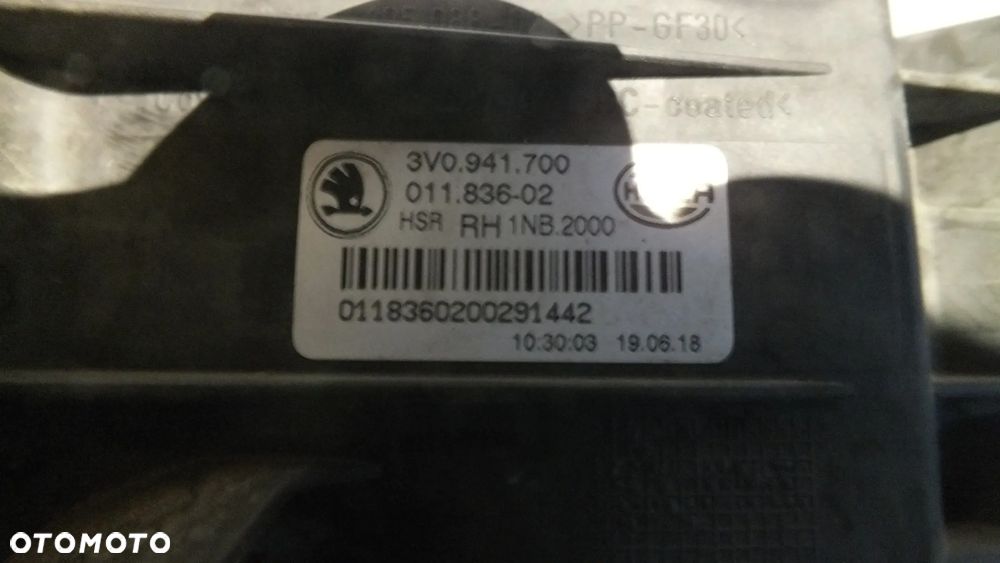 >PP-GF30<
C-coated<
3V0.941.700
011.836-02
HSR RH 1NB.2000
0118360200291442
10:30:03 19.06.18
OTOMOTO